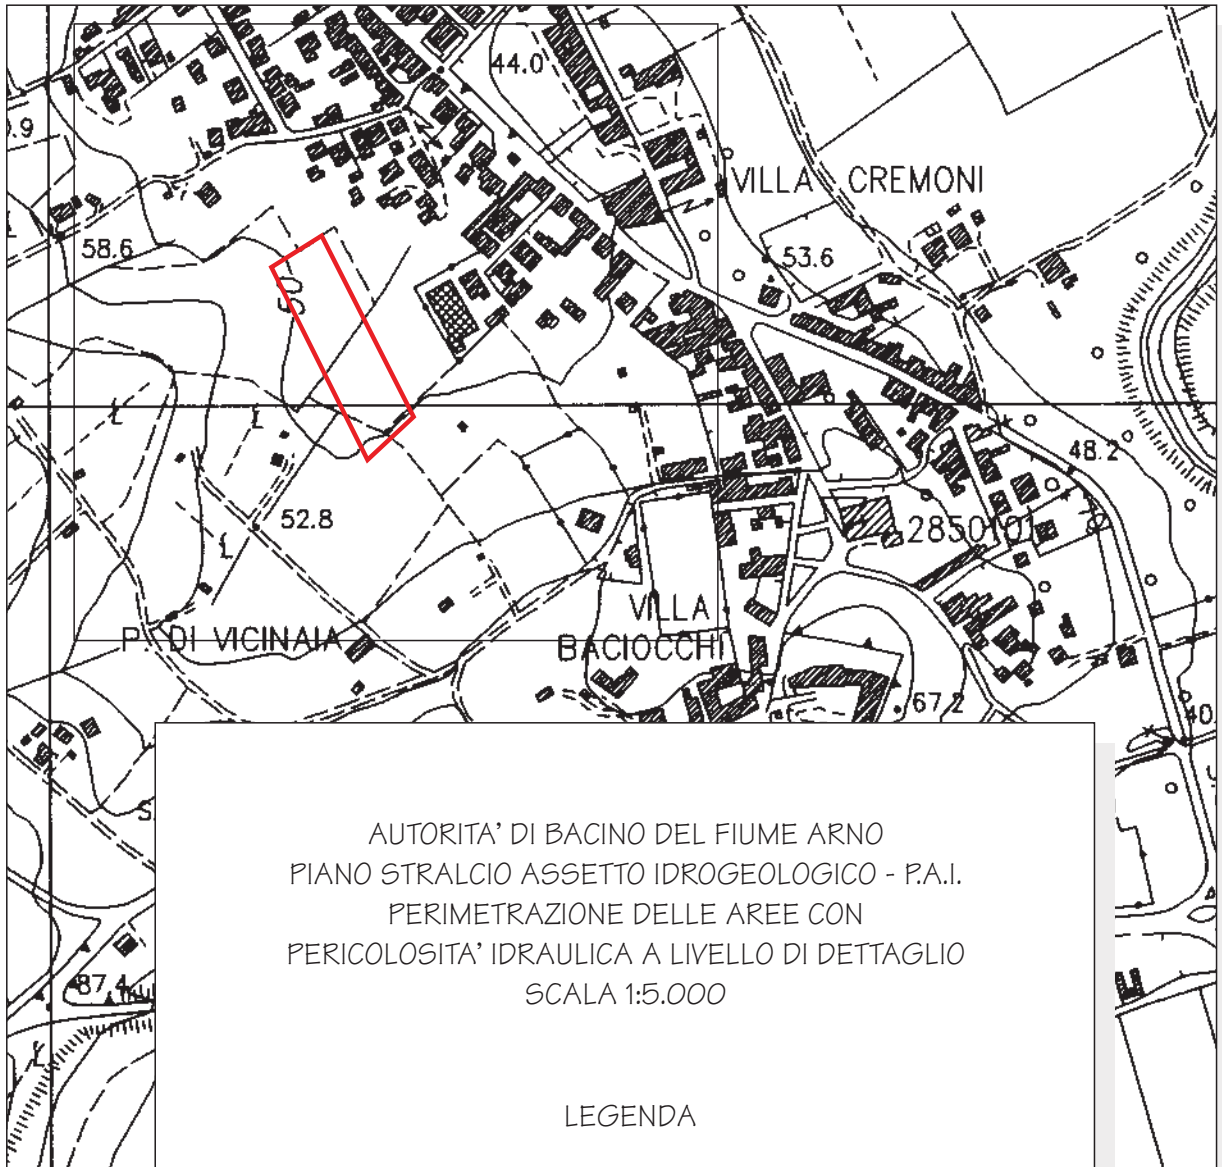 44.0
VILLA CREMONI
58.6
53.6
50
48.2
52.8
VILLA
P. DI VICINAIA
BACIOCCHI
67.2
87.4
AUTORITA’ DI BACINO DEL FIUME ARNO
PIANO STRALCIO ASSETTO IDROGEOLOGICO - P.A.I.
PERIMETRAZIONE DELLE AREE CON
PERICOLOSITA’ IDRAULICA A LIVELLO DI DETTAGLIO
SCALA 1:5.000
LEGENDA